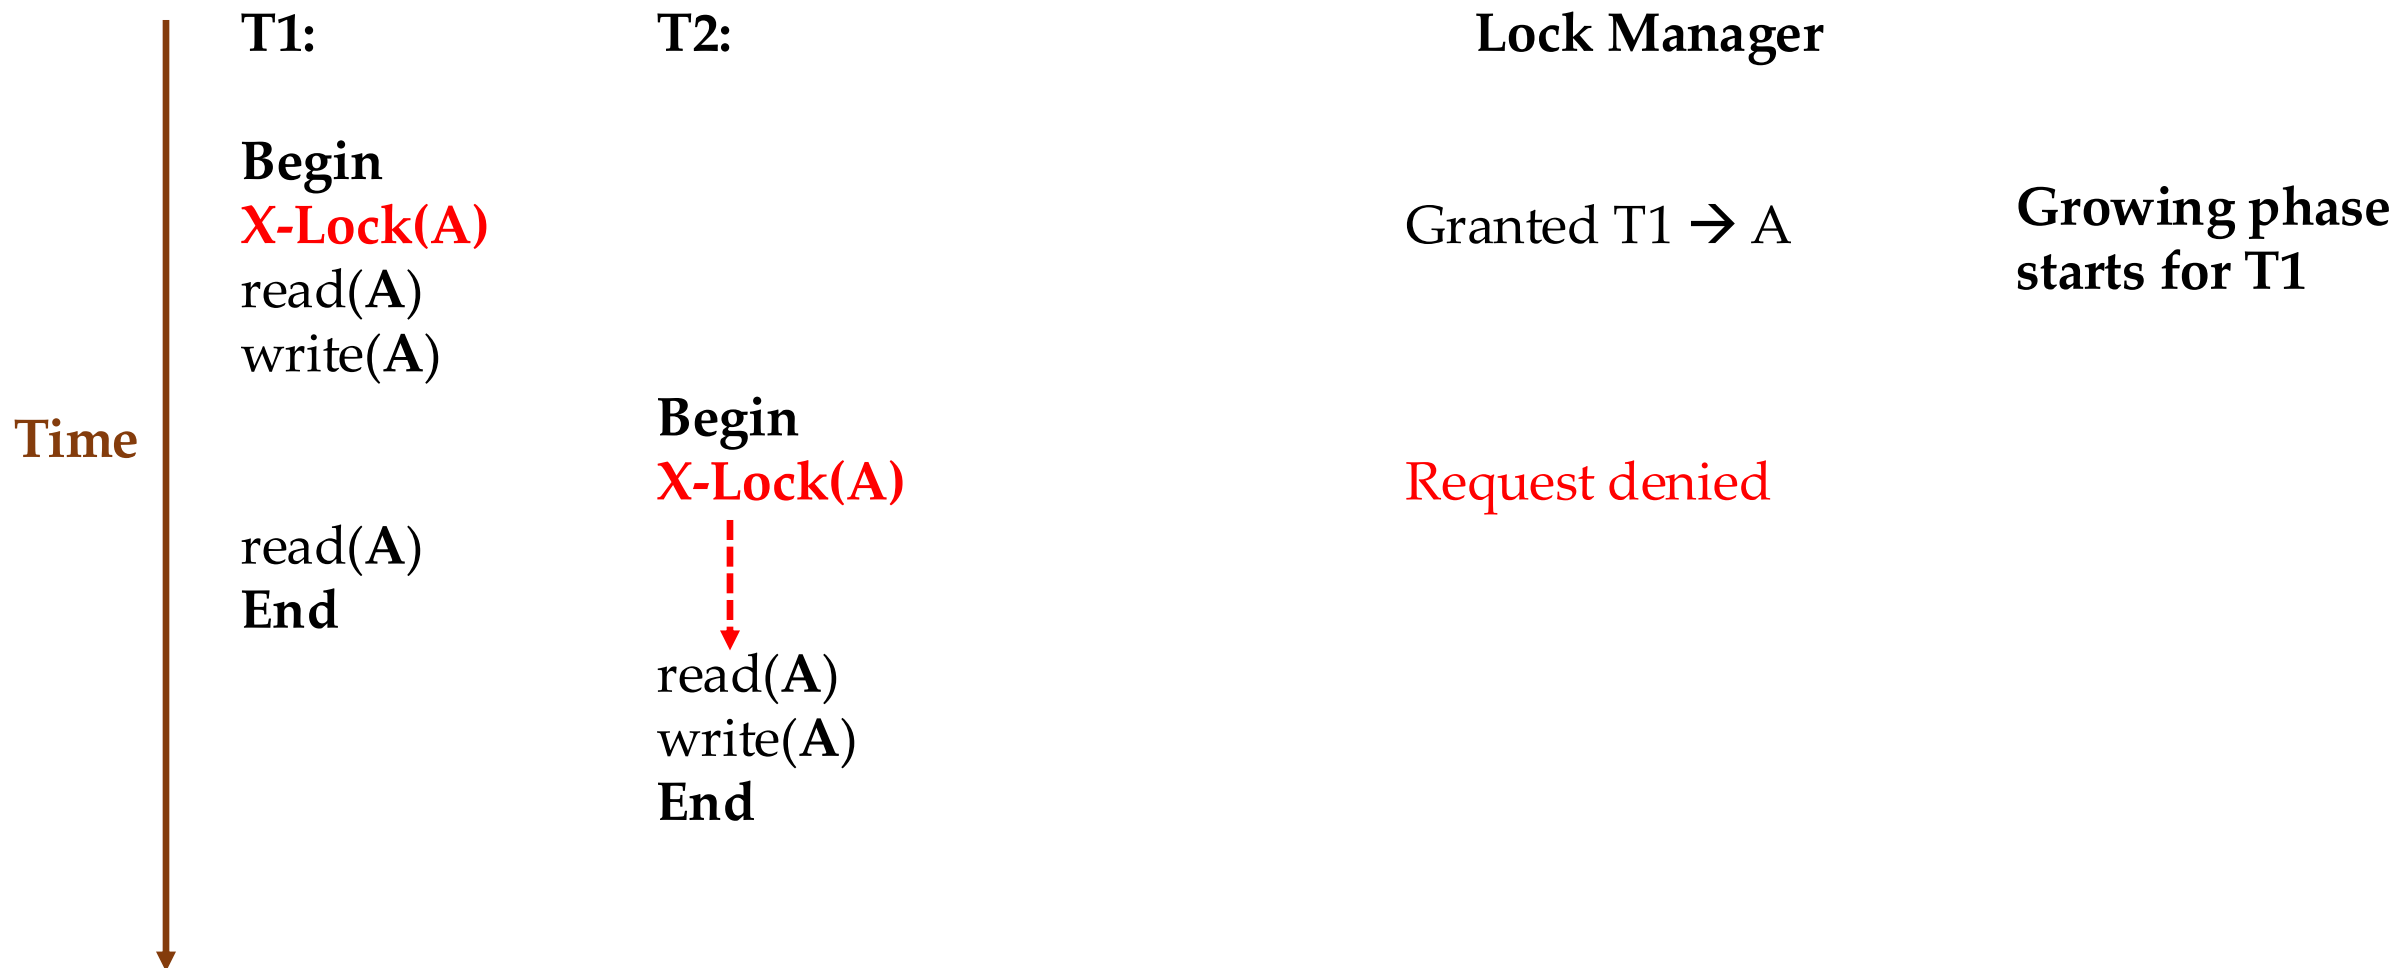 T1: T2: Lock Manager
Begin
X-Lock(A) Granted T1 → A Growing phase
starts for T1
read(A)
write(A)
Begin
Time
X-Lock(A) Request denied
read(A)
End
read(A)
write(A)
End